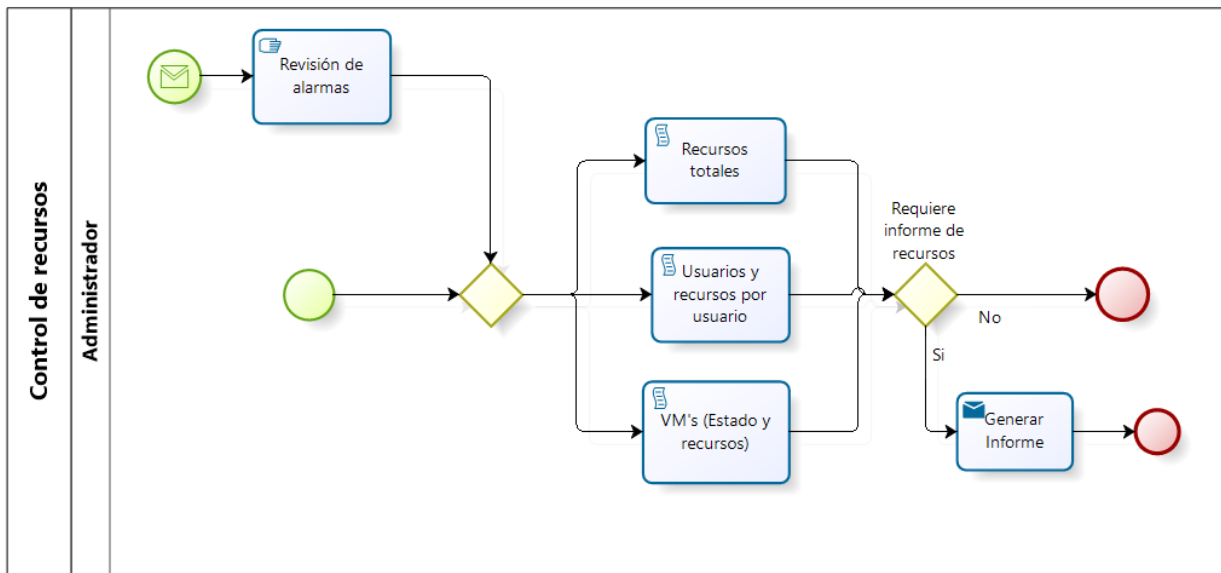 Control de recursos
Administrador
Revisión de
alarmas
Recursos
totales
Usuarios y
recursos por
usuario
VM's (Estado y
recursos)
Requiere
informe de
recursos
No
Si
Generar
Informe